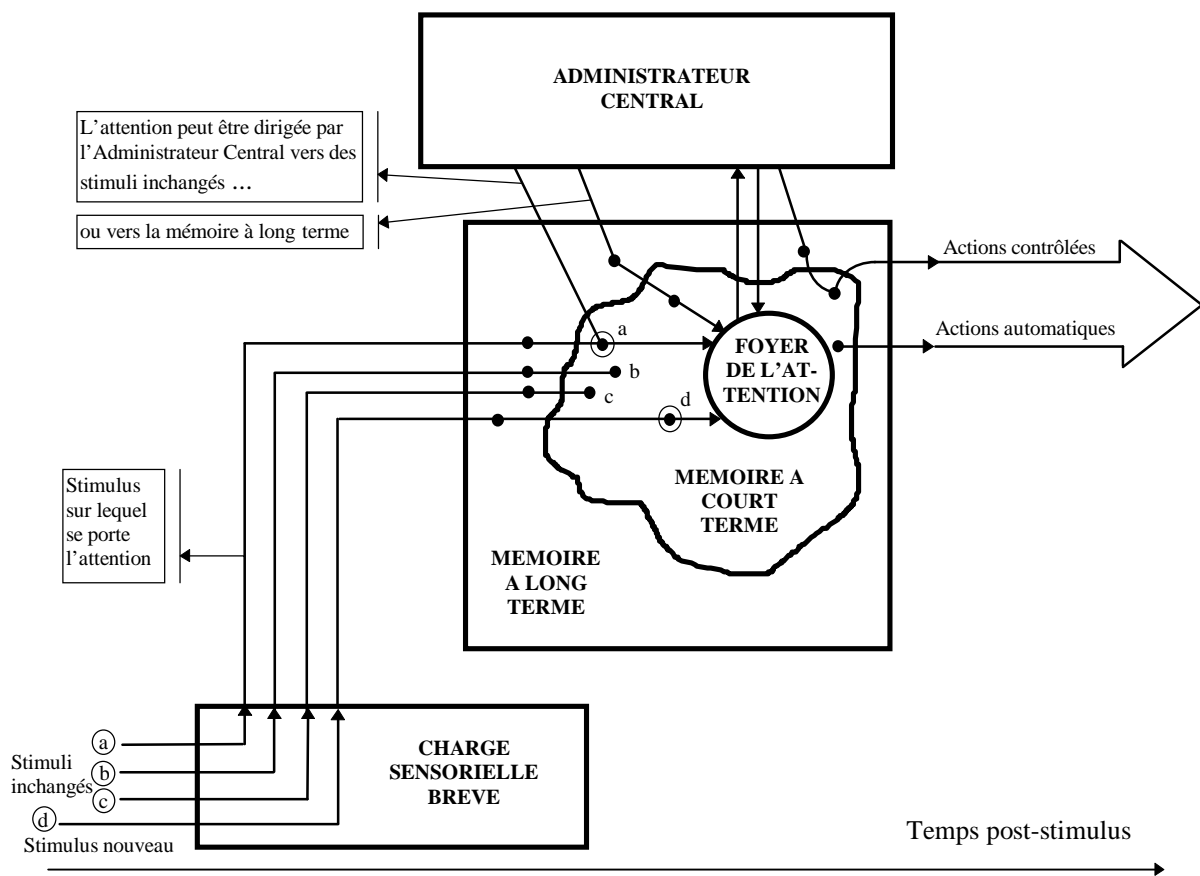 ADMINISTRATEUR
CENTRAL
L'attention peut être dirigée par
l'Administrateur Central vers des
stimuli inchangés ...
ou vers la mémoire à long terme
Actions contrôlées
Actions automatiques
a
b
c
d
FOYER
DE L'AT-
TENTION
MEMOIRE A
COURT
TERME
MEMOIRE
A LONG
TERME
Stimulus
sur lequel
se porte
l'attention
CHARGE
SENSORIELLE
BREVE
a
Stimuli
inchangés
b
c
d
Stimulus nouveau
Temps post-stimulus